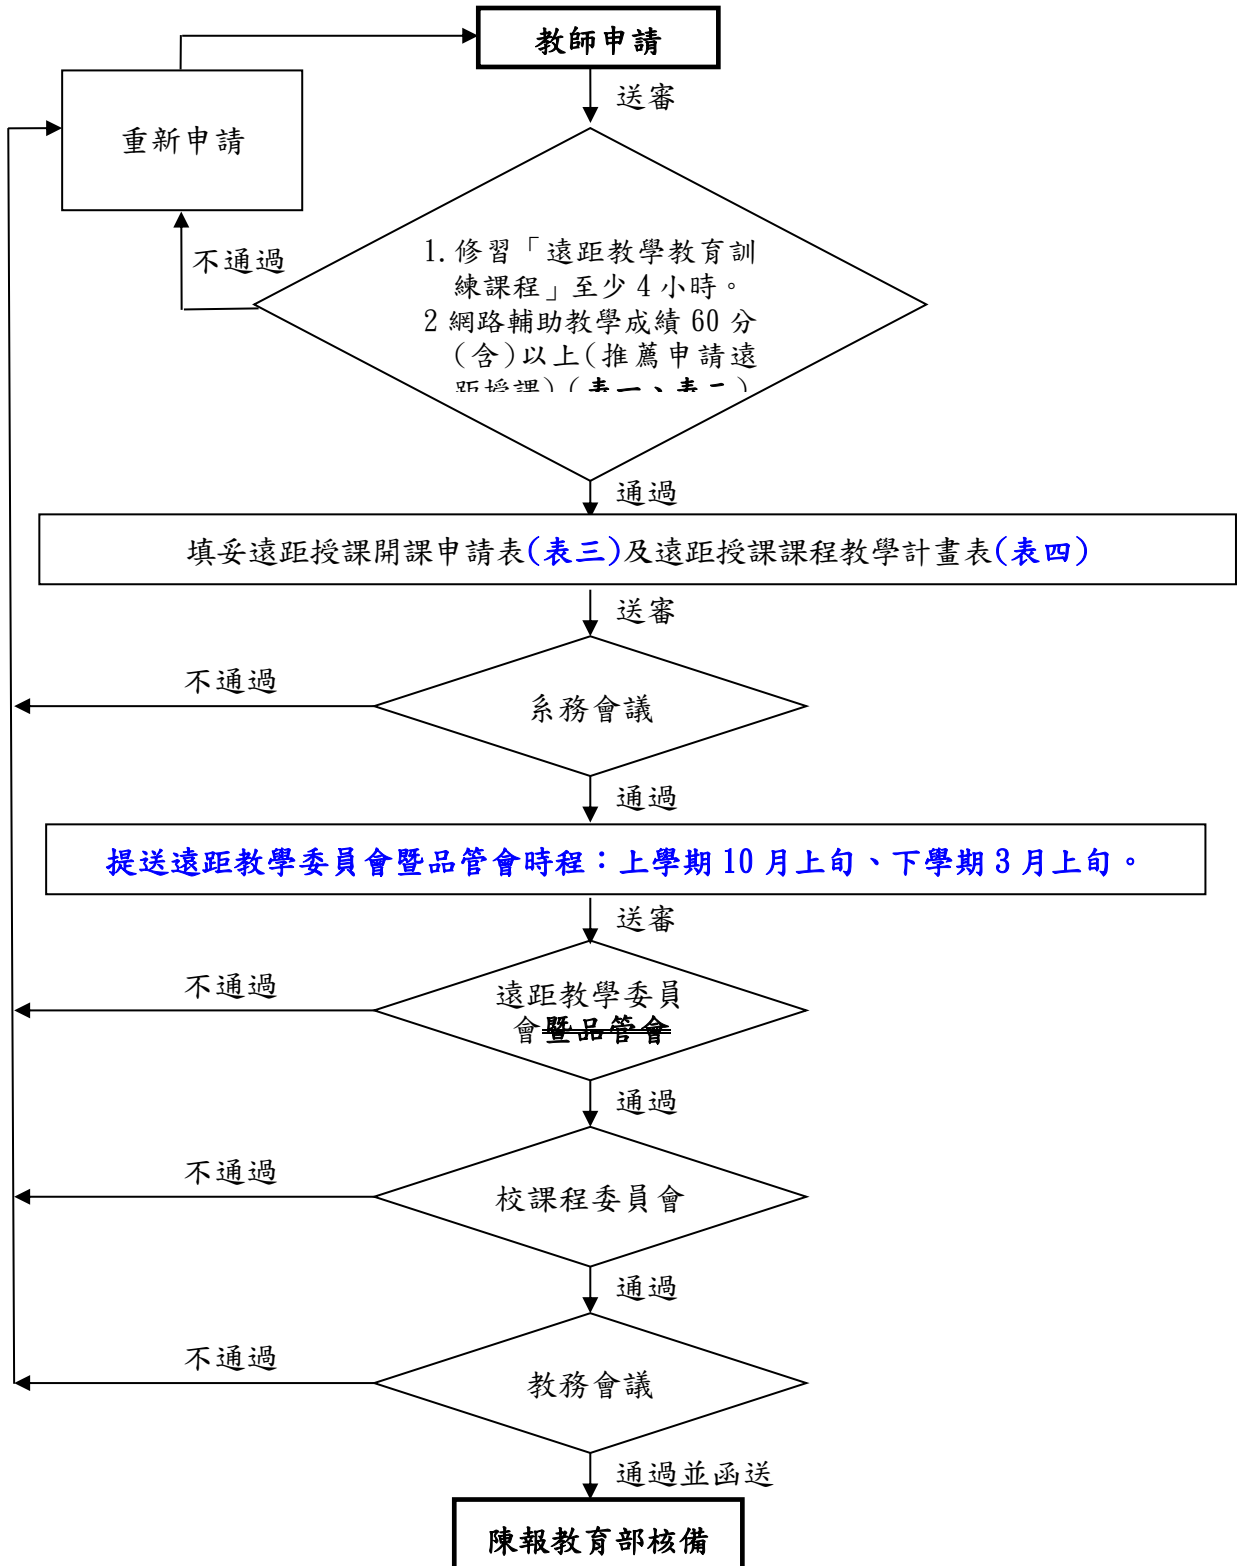 教師申請
送審
重新申請
不通過
1.修習「遠距教學教育訓
練課程」至少 4 小時。
2 網路輔助教學成績 60 分
(含)以上(推薦申請遠
距授課)(表一、表二)
通過
填妥遠距授課開課申請表(表三)及遠距授課課程教學計畫表(表四)
送審
不通過
系務會議
通過
提送遠距教學委員會暨品管會時程：上學期 10 月上旬、下學期 3 月上旬。
送審
不通過
遠距教學委員
會暨品管會
通過
不通過
校課程委員會
通過
不通過
教務會議
通過並函送
陳報教育部核備